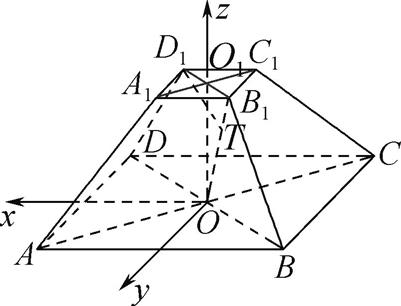 z
D₁ O₁ C₁
A₁ B₁
T
D C
x O
A y B